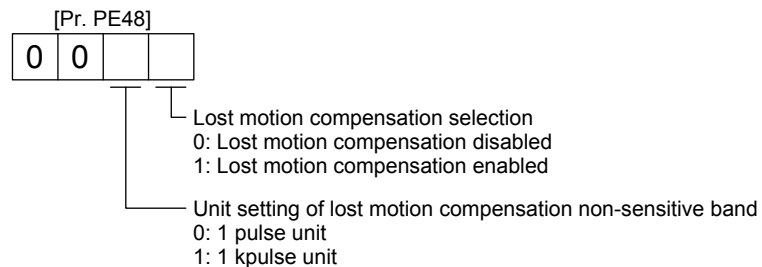 [Pr. PE48]
0 0
Lost motion compensation selection
0: Lost motion compensation disabled
1: Lost motion compensation enabled
Unit setting of lost motion compensation non-sensitive band
0: 1 pulse unit
1: 1 kpulse unit